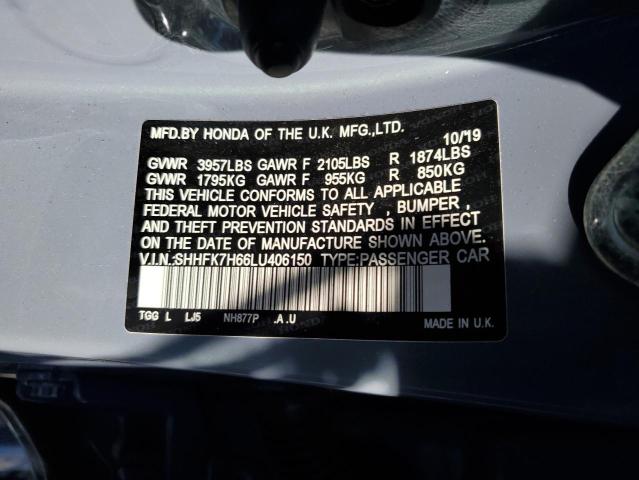 MFD.BY HONDA OF THE U.K. MFG.,LTD. 10/19
GVWR 3957LBS GAWR F 2105LBS R 1874LBS
GVWR 1795KG GAWR F 955KG R 850KG
THIS VEHICLE CONFORMS TO ALL APPLICABLE
FEDERAL MOTOR VEHICLE SAFETY , BUMPER ,
AND THEFT PREVENTION STANDARDS IN EFFECT
ON THE DATE OF MANUFACTURE SHOWN ABOVE.
V.I.N.:SHHFK7H66LU406150 TYPE:PASSENGER CAR
TGG L LJ5 NH877P .A .U
MADE IN U.K.